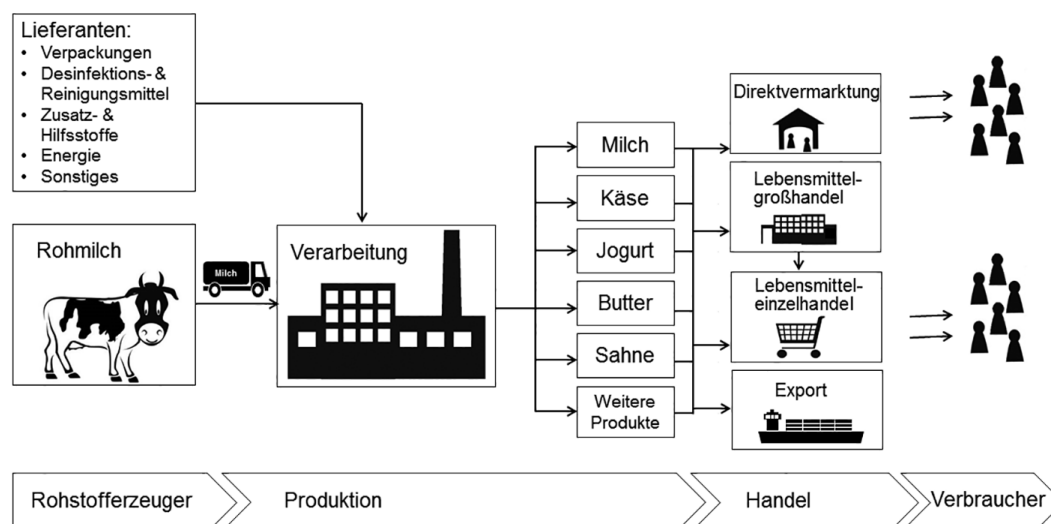 Lieferanten:
• Verpackungen
• Desinfektions- &
Reinigungsmittel
• Zusatz- &
Hilfsstoffe
• Energie
• Sonstiges
Rohmilch
Milch
Verarbeitung
Milch
Käse
Jogurt
Butter
Sahne
Weitere
Produkte
Direktvermarktung
Lebensmittel-
großhandel
Lebensmittel-
einzelhandel
Export
Rohstofferzeuger
Produktion
Handel
Verbraucher